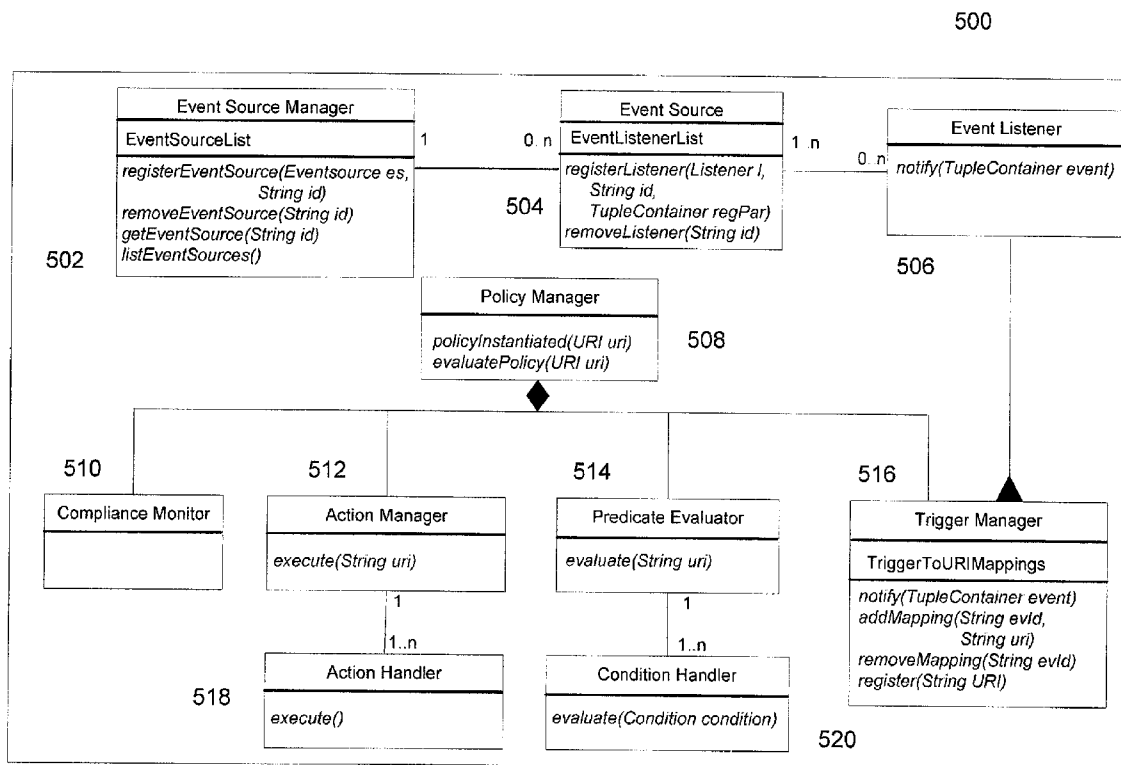 500
Event Source Manager
EventSourceList
registerEventSource(Eventsource es,
String id)
removeEventSource(String id)
getEventSource(String id)
listEventSources()
502
1
0. n
Event Source
EventListenerList
registerListener(Listener l,
String id,
TupleContainer regPar)
removeListener(String id)
504
1 .n
0. n
Event Listener
notify(TupleContainer event)
506
Policy Manager
policyInstantiated(URI uri)
evaluatePolicy(URI uri)
508
510
Compliance Monitor
512
Action Manager
execute(String uri)
1
1..n
518
Action Handler
execute()
514
Predicate Evaluator
evaluate(String uri)
1
1..n
Condition Handler
evaluate(Condition condition)
520
516
Trigger Manager
TriggerToURIMappings
notify(TupleContainer event)
addMapping(String evId,
String uri)
removeMapping(String evId)
register(String URI)